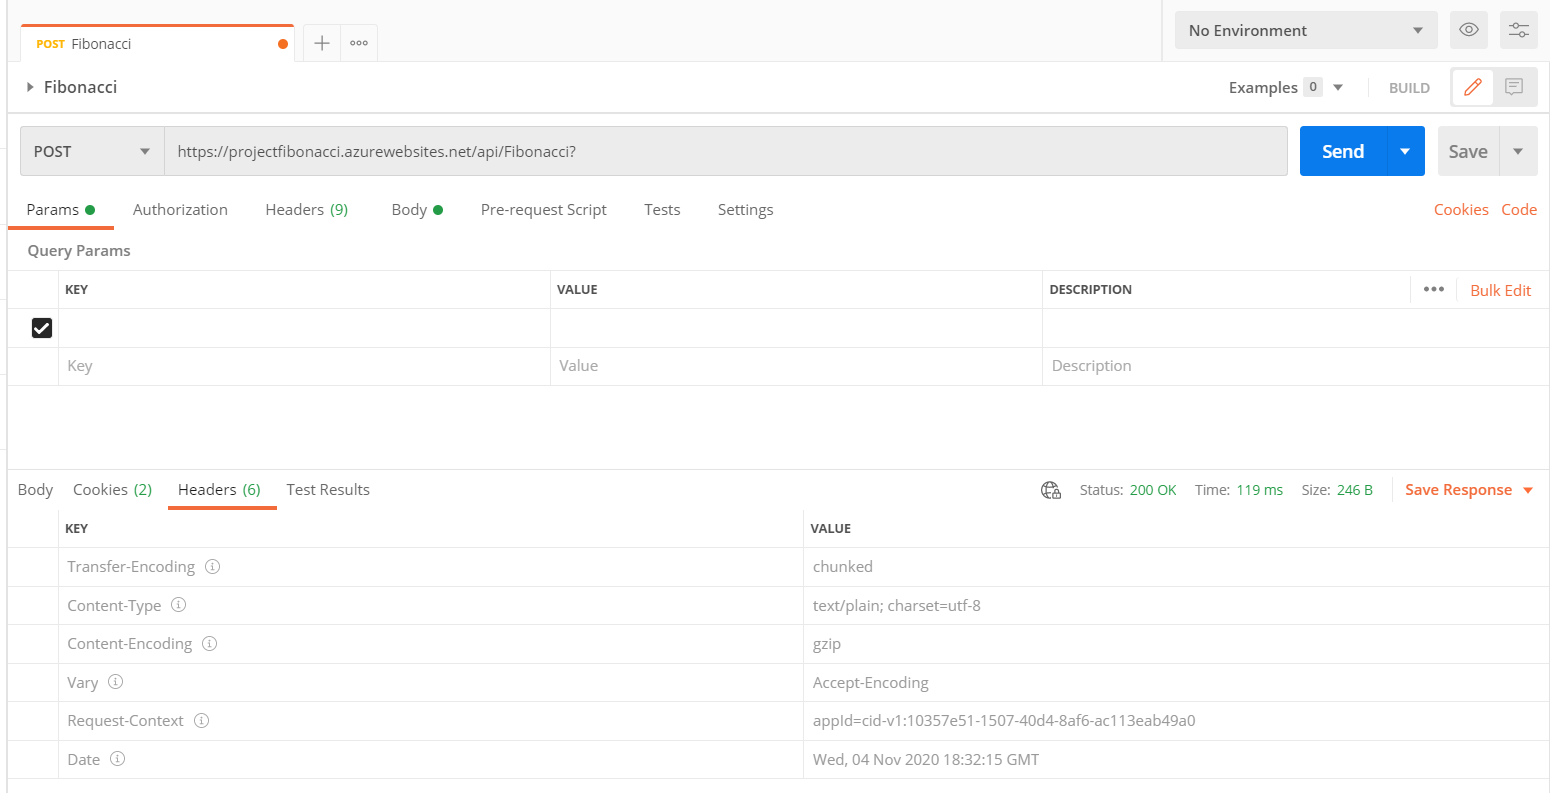 POST Fibonacci
No Environment
Fibonacci
Examples 0 BUILD
POST https://projectfibonacci.azurewebsites.net/api/Fibonacci? Send Save
Params Authorization Headers (9) Body Pre-request Script Tests Settings Cookies Code
Query Params
KEY VALUE DESCRIPTION Bulk Edit
Key Value Description
Body Cookies (2) Headers (6) Test Results Status: 200 OK Time: 119 ms Size: 246 B Save Response
KEY VALUE
Transfer-Encoding chunked
Content-Type text/plain; charset=utf-8
Content-Encoding gzip
Vary Accept-Encoding
Request-Context appId=cid-v1:10357e51-1507-40d4-8af6-ac113eab49a0
Date Wed, 04 Nov 2020 18:32:15 GMT